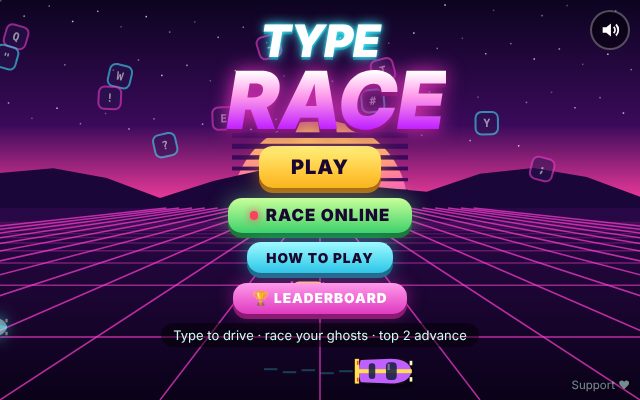 TYPE
RACE
Q
"
W
!
E
T
#
?
Y
;
PLAY
RACE ONLINE
HOW TO PLAY
🏆 LEADERBOARD
Type to drive · race your ghosts · top 2 advance
Support ♥